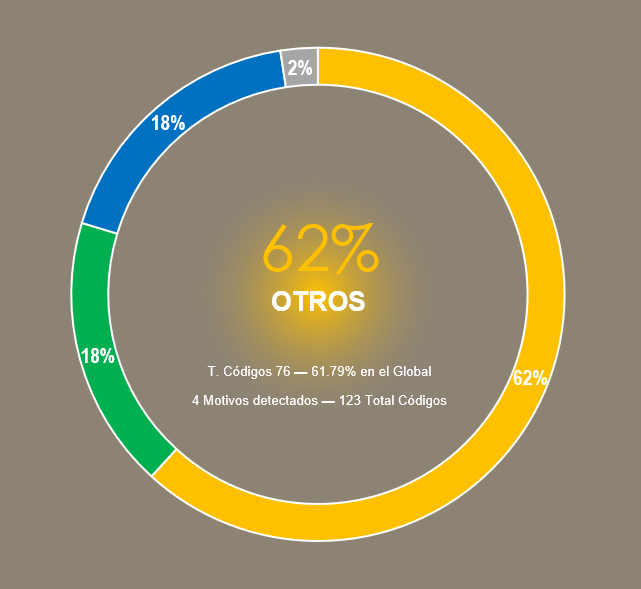 2%
18%
62%
OTROS
18%
T. Códigos 76 — 61.79% en el Global
62%
4 Motivos detectados — 123 Total Códigos